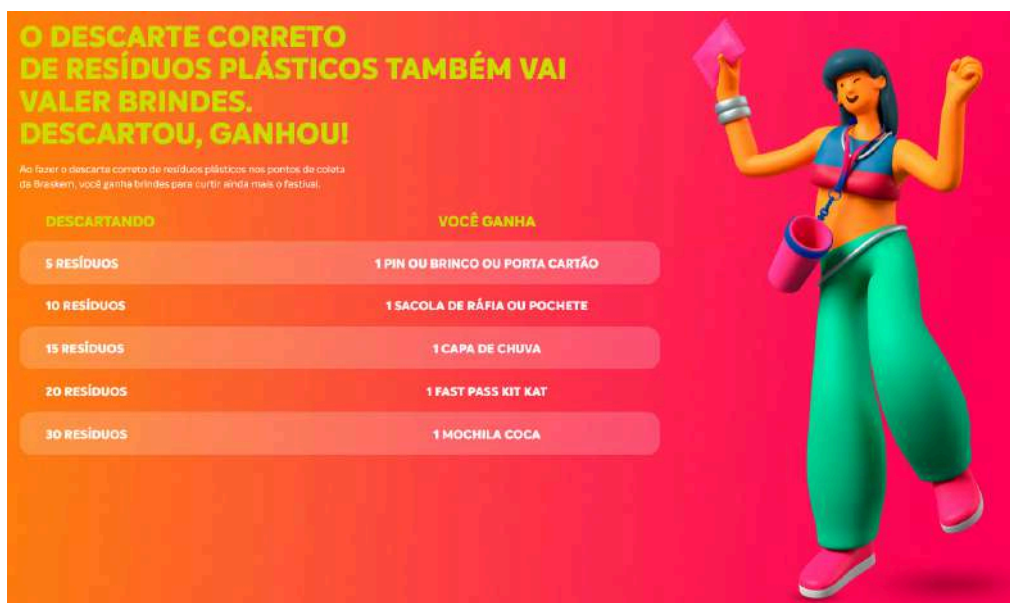 O DESCARTE CORRETO
DE RESÍDUOS PLÁSTICOS TAMBÉM VAI
VALER BRINDES.
DESCARTOU, GANHOU!
Ao fazer o descarte correto de resíduos plásticos nos pontos de coleta
da Braskem, você ganha brindes para curtir ainda mais o festival.
DESCARTANDO VOCÊ GANHA
5 RESÍDUOS 1 PIN OU BRINCO OU PORTA CARTÃO
10 RESÍDUOS 1 SACOLA DE RÁFIA OU POCHETE
15 RESÍDUOS 1 CAPA DE CHUVA
20 RESÍDUOS 1 FAST PASS KIT KAT
30 RESÍDUOS 1 MOCHILA COCA